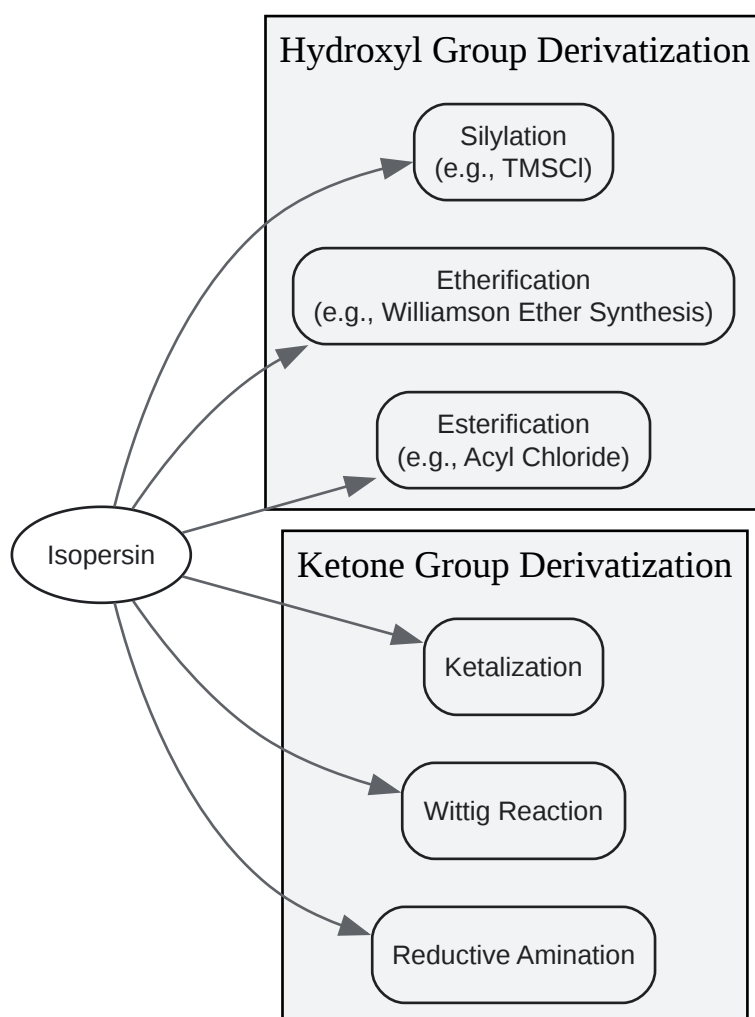 Hydroxyl Group Derivatization
Silylation
(e.g., TMSCl)
Etherification
(e.g., Williamson Ether Synthesis)
Esterification
(e.g., Acyl Chloride)
Isopersin
Ketone Group Derivatization
Ketalization
Wittig Reaction
Reductive Amination